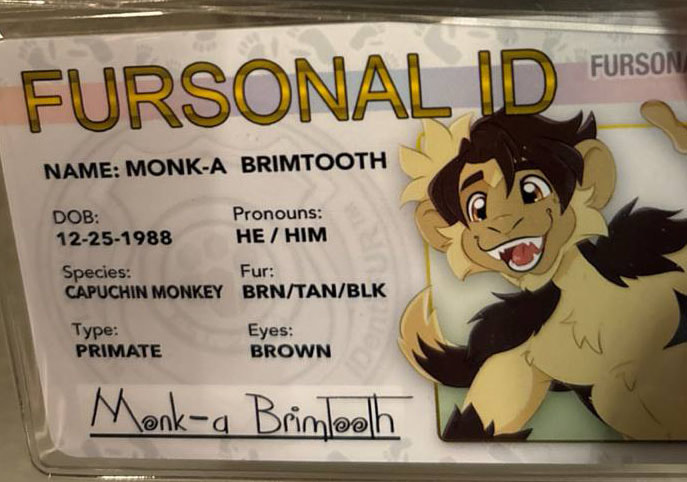 FURSONAL ID
FURSONA
NAME: MONK-A BRIMTOOTH
DOB: Pronouns:
12-25-1988 HE / HIM
Species: Fur:
CAPUCHIN MONKEY BRN/TAN/BLK
Type: Eyes:
PRIMATE BROWN
Monk-a Brimtooth